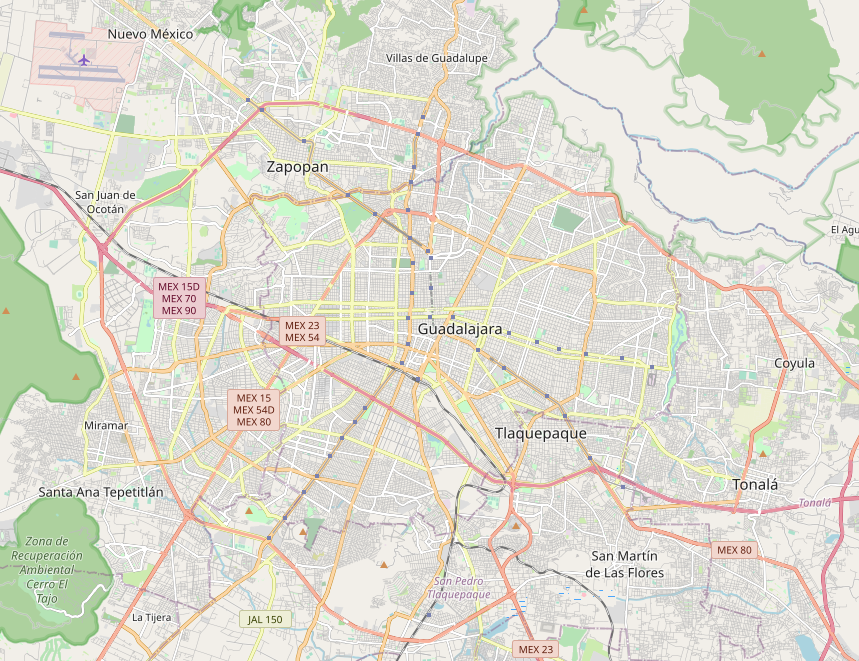 Nuevo México
Villas de Guadalupe
Zapopan
San Juan de
Ocotán
El Agu
MEX 15D
MEX 70
MEX 90
MEX 23
MEX 54
Guadalajara
Coyula
MEX 15
MEX 54D
MEX 80
Miramar
Tlaquepaque
Santa Ana Tepetitlán
Tonalá
Tonalá
Zona de
Recuperación
Ambiental
Cerro El
Tajo
MEX 80
San Martín
de Las Flores
San Pedro
Tlaquepaque
La Tijera
JAL 150
MEX 23